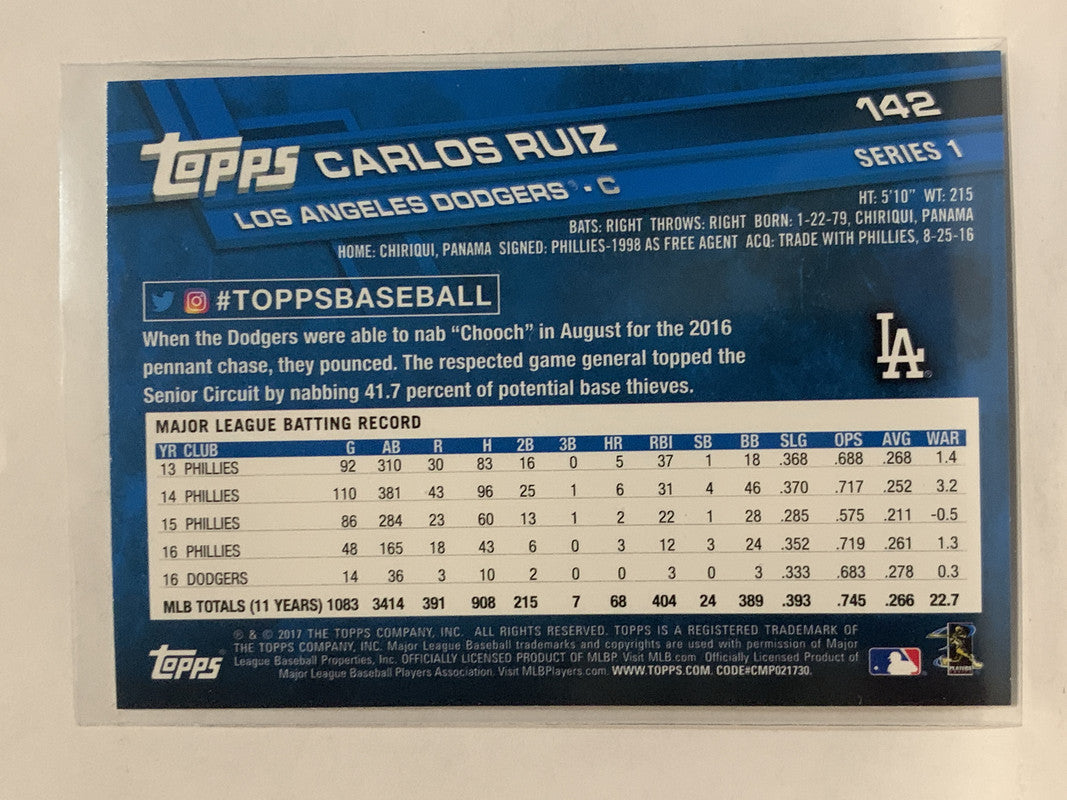 142
TOPPS CARLOS RUIZ
SERIES 1
LOS ANGELES DODGERS® - C
HT: 5'10" WT: 215
BATS: RIGHT THROWS: RIGHT BORN: 1-22-79, CHIRIQUI, PANAMA
HOME: CHIRIQUI, PANAMA SIGNED: PHILLIES-1998 AS FREE AGENT ACQ: TRADE WITH PHILLIES, 8-25-16
#TOPPSBASEBALL
When the Dodgers were able to nab “Chooch” in August for the 2016
pennant chase, they pounced. The respected game general topped the
Senior Circuit by nabbing 41.7 percent of potential base thieves.
LA
MAJOR LEAGUE BATTING RECORD
YR CLUB G AB R H 2B 3B HR RBI SB BB SLG OPS AVG WAR
13 PHILLIES 92 310 30 83 16 0 5 37 1 18 .368 .688 .268 1.4
14 PHILLIES 110 381 43 96 25 1 6 31 4 46 .370 .717 .252 3.2
15 PHILLIES 86 284 23 60 13 1 2 22 1 28 .285 .575 .211 -0.5
16 PHILLIES 48 165 18 43 6 0 3 12 3 24 .352 .719 .261 1.3
16 DODGERS 14 36 3 10 2 0 0 3 0 3 .333 .683 .278 0.3
MLB TOTALS (11 YEARS) 1083 3414 391 908 215 7 68 404 24 389 .393 .745 .266 22.7
® & © 2017 THE TOPPS COMPANY, INC. ALL RIGHTS RESERVED. TOPPS IS A REGISTERED TRADEMARK OF
THE TOPPS COMPANY, INC. Major League Baseball trademarks and copyrights are used with permission of Major
League Baseball Properties, Inc. OFFICIALLY LICENSED PRODUCT OF MLBP Visit MLB.com Officially Licensed Product of
Major League Baseball Players Association. Visit MLBPlayers.com. WWW.TOPPS.COM. CODE#CMP021730.
TOPPS